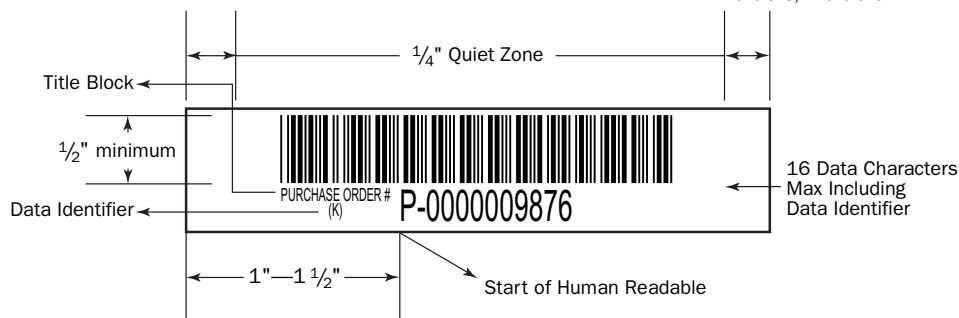 ¼" Quiet Zone
Title Block
½" minimum
PURCHASE ORDER #
(K)
P-0000009876
Data Identifier
16 Data Characters
Max Including
Data Identifier
1"—1 ½"
Start of Human Readable